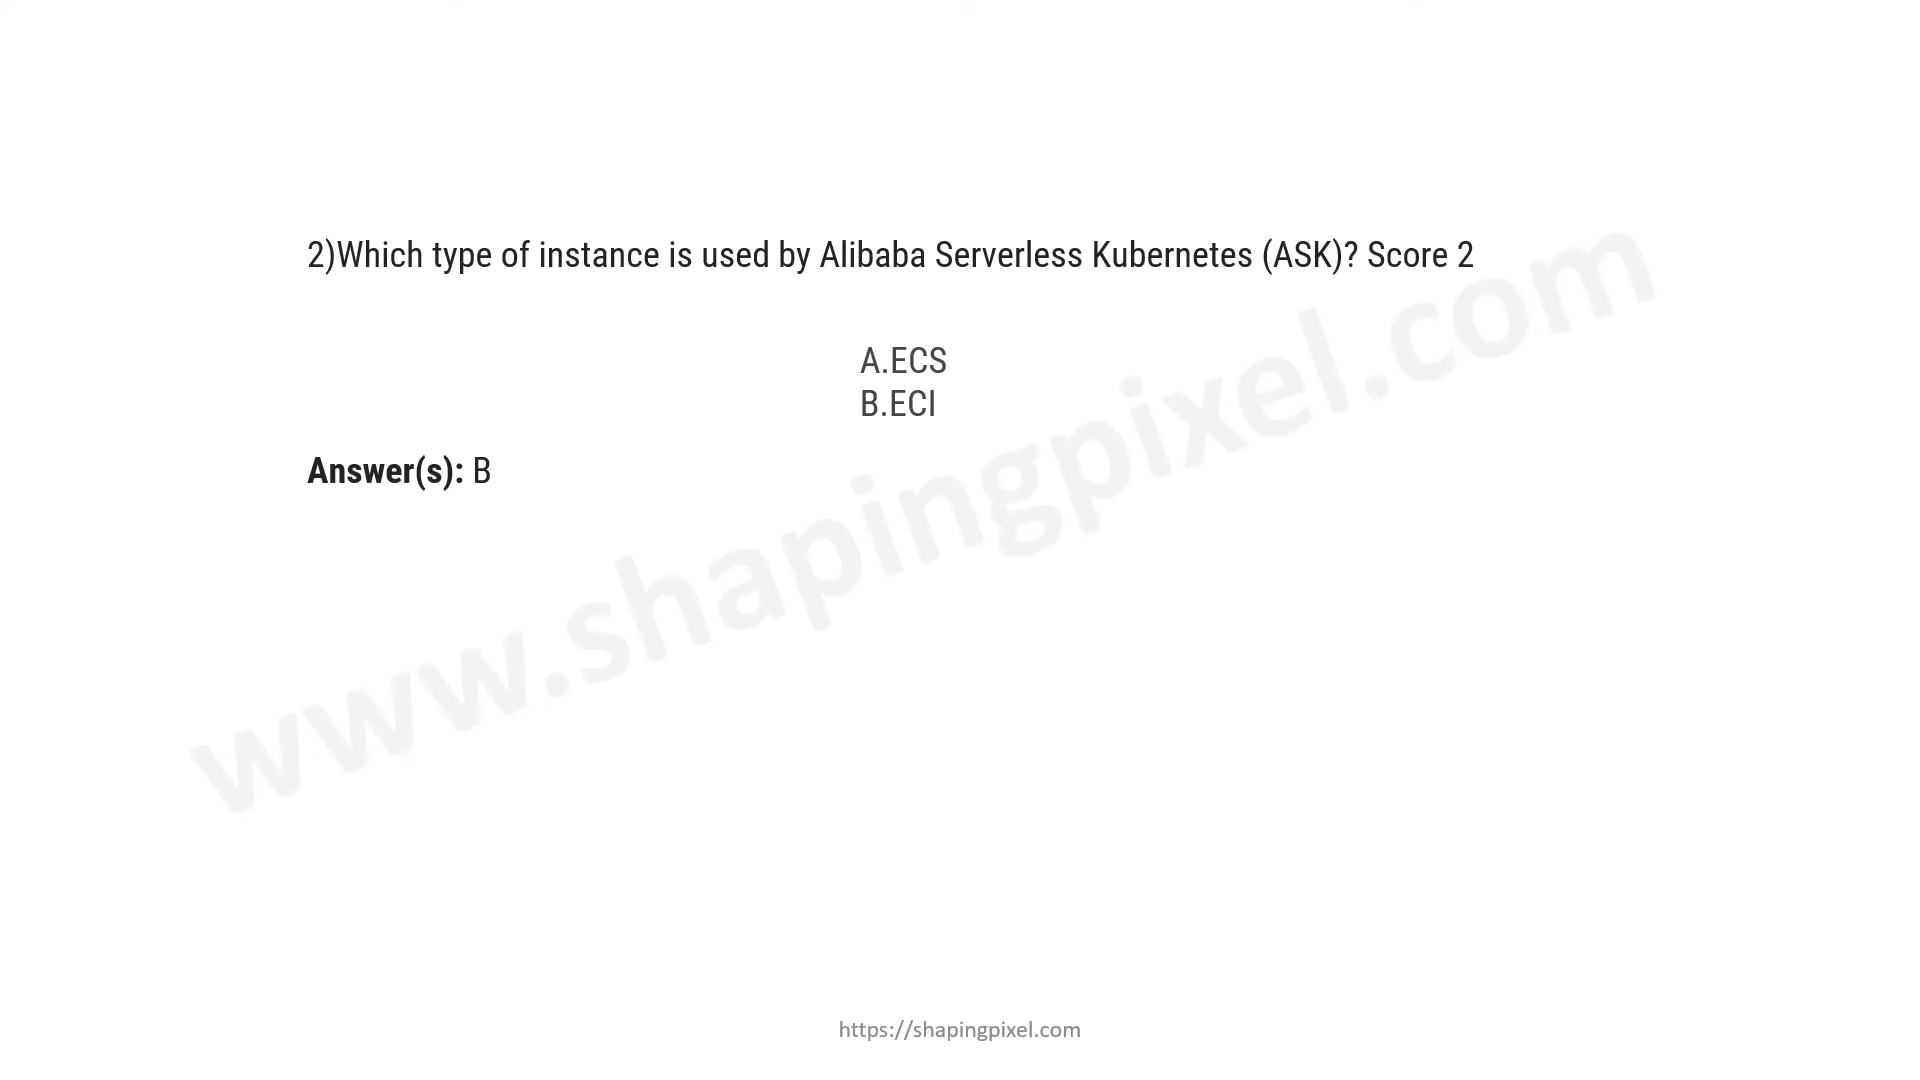 2)Which type of instance is used by Alibaba Serverless Kubernetes (ASK)? Score 2
A.ECS
B.ECI
Answer(s): B
www.shapingpixel.com
https://shapingpixel.com